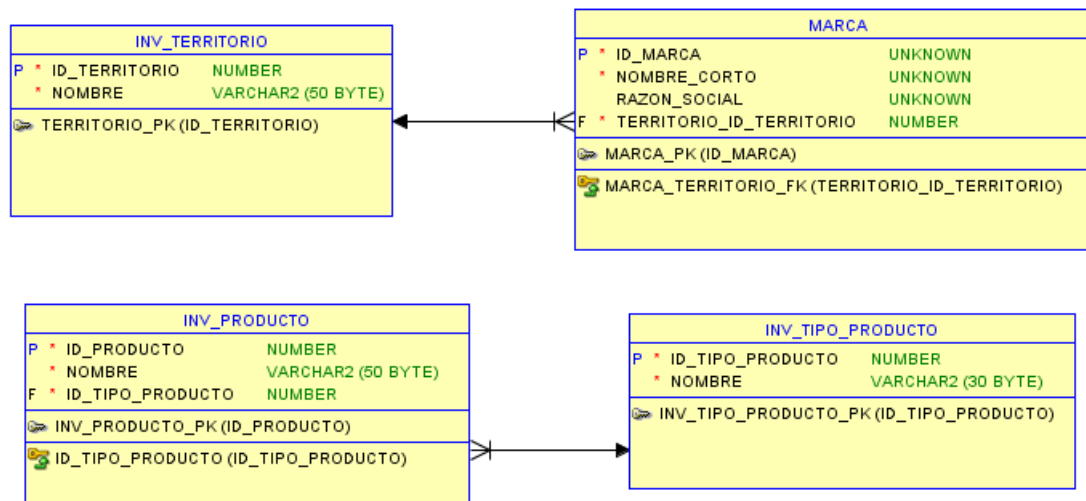 INV_TERRITORIO
P * ID_TERRITORIO NUMBER
* NOMBRE VARCHAR2 (50 BYTE)
TERRITORIO_PK (ID_TERRITORIO)
MARCA
P * ID_MARCA UNKNOWN
* NOMBRE_CORTO UNKNOWN
RAZON_SOCIAL UNKNOWN
F * TERRITORIO_ID_TERRITORIO NUMBER
MARCA_PK (ID_MARCA)
MARCA_TERRITORIO_FK (TERRITORIO_ID_TERRITORIO)
INV_PRODUCTO
P * ID_PRODUCTO NUMBER
* NOMBRE VARCHAR2 (50 BYTE)
F * ID_TIPO_PRODUCTO NUMBER
INV_PRODUCTO_PK (ID_PRODUCTO)
ID_TIPO_PRODUCTO (ID_TIPO_PRODUCTO)
INV_TIPO_PRODUCTO
P * ID_TIPO_PRODUCTO NUMBER
* NOMBRE VARCHAR2 (30 BYTE)
INV_TIPO_PRODUCTO_PK (ID_TIPO_PRODUCTO)